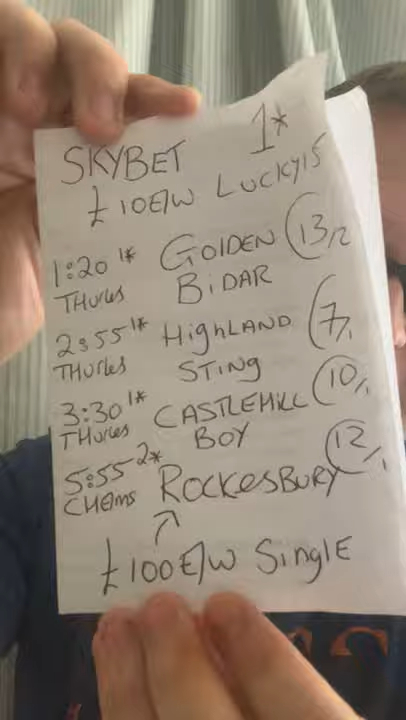 SKYBET 1*
£10E/W LUCKY15
1:20 1* GOlDEN 13/2
THURLES BiDAR
2:55 1* HighLAND 7/1
THURLES STING
3:30 1* CASTLEHILL 10/1
THURLES BOY
5:55 2* ROCKESBURY 12/1
CHElms
£100E/W SinglE